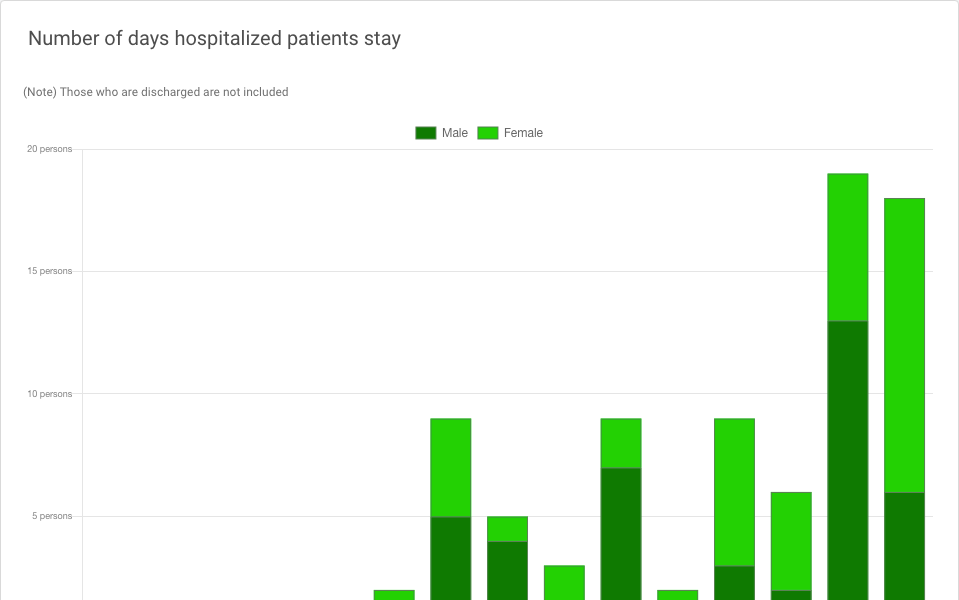 Number of days hospitalized patients stay
(Note) Those who are discharged are not included
Male Female
20 persons
15 persons
10 persons
5 persons